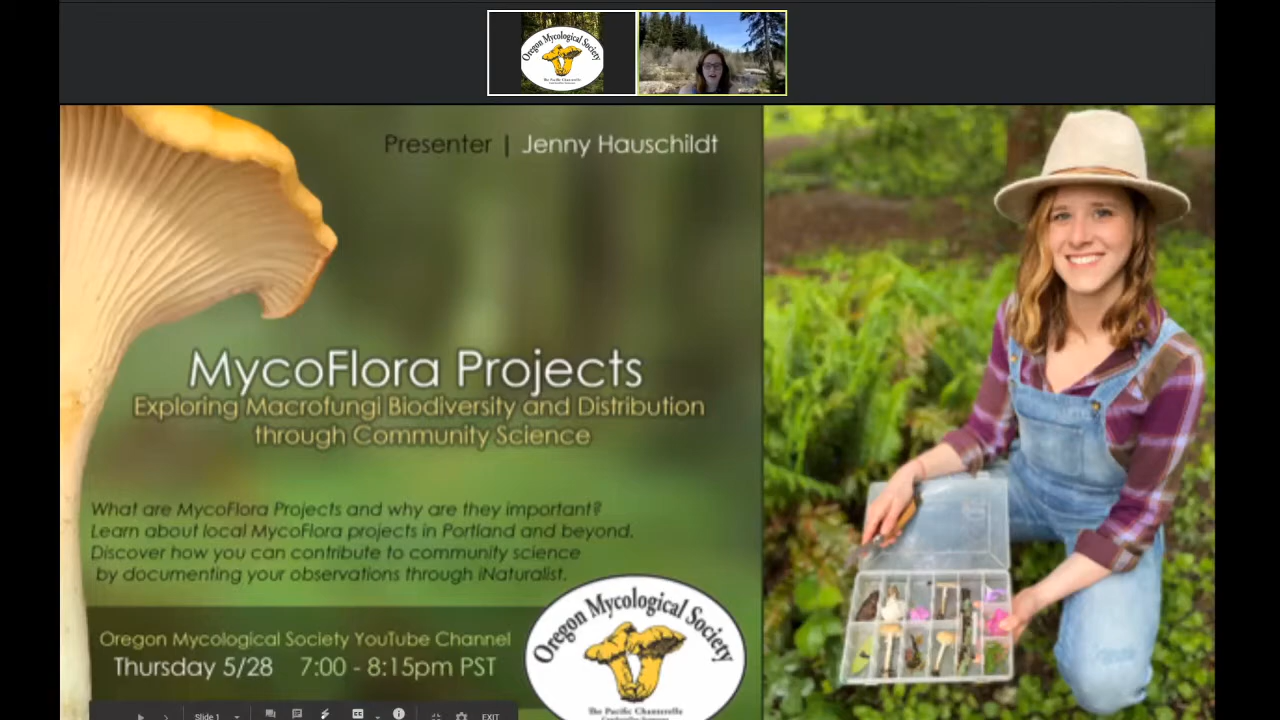 Oregon Mycological Society
The Pacific Chanterelle
Presenter | Jenny Hauschildt
MycoFlora Projects
Exploring Macrofungi Biodiversity and Distribution
through Community Science
What are MycoFlora Projects and why are they important?
Learn about local MycoFlora projects in Portland and beyond.
Discover how you can contribute to community science
by documenting your observations through iNaturalist.
Oregon Mycological Society YouTube Channel
Thursday 5/28 7:00 - 8:15pm PST
Oregon Mycological Society
The Pacific Chanterelle
Slide 1
EXIT